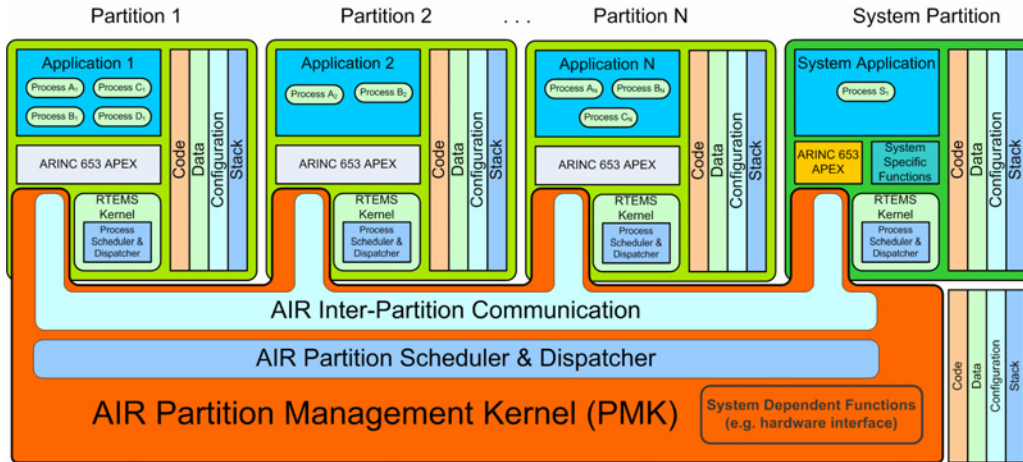 Partition 1
Partition 2
. . .
Partition N
System Partition
Application 1
Process A₁
Process C₁
Process B₁
Process D₁
ARINC 653 APEX
RTEMS
Kernel
Process
Scheduler &
Dispatcher
Code
Data
Configuration
Stack
Application 2
Process A₂
Process B₂
ARINC 653 APEX
RTEMS
Kernel
Process
Scheduler &
Dispatcher
Code
Data
Configuration
Stack
Application N
Process Aₙ
Process Bₙ
Process Cₙ
ARINC 653 APEX
RTEMS
Kernel
Process
Scheduler &
Dispatcher
Code
Data
Configuration
Stack
System Application
Process S₁
ARINC 653
APEX
System
Specific
Functions
RTEMS
Kernel
Process
Scheduler &
Dispatcher
Code
Data
Configuration
Stack
AIR Inter-Partition Communication
AIR Partition Scheduler & Dispatcher
AIR Partition Management Kernel (PMK)
System Dependent Functions
(e.g. hardware interface)
Code
Data
Configuration
Stack